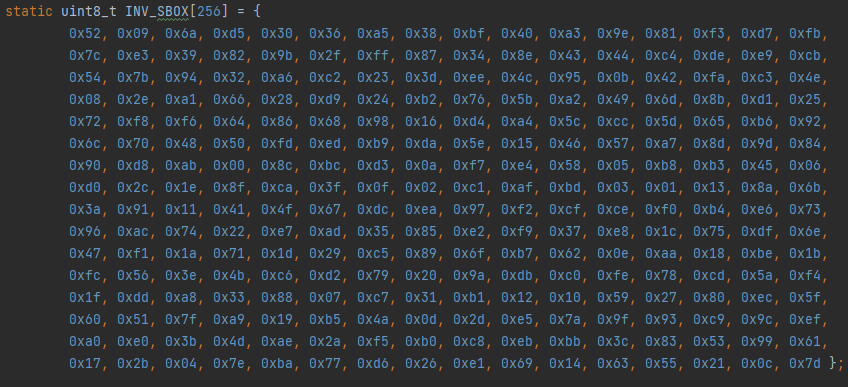 static uint8_t INV_SBOX[256] = {
0x52, 0x09, 0x6a, 0xd5, 0x30, 0x36, 0xa5, 0x38, 0xbf, 0x40, 0xa3, 0x9e, 0x81, 0xf3, 0xd7, 0xfb,
0x7c, 0xe3, 0x39, 0x82, 0x9b, 0x2f, 0xff, 0x87, 0x34, 0x8e, 0x43, 0x44, 0xc4, 0xde, 0xe9, 0xcb,
0x54, 0x7b, 0x94, 0x32, 0xa6, 0xc2, 0x23, 0x3d, 0xee, 0x4c, 0x95, 0x0b, 0x42, 0xfa, 0xc3, 0x4e,
0x08, 0x2e, 0xa1, 0x66, 0x28, 0xd9, 0x24, 0xb2, 0x76, 0x5b, 0xa2, 0x49, 0x6d, 0x8b, 0xd1, 0x25,
0x72, 0xf8, 0xf6, 0x64, 0x86, 0x68, 0x98, 0x16, 0xd4, 0xa4, 0x5c, 0xcc, 0x5d, 0x65, 0xb6, 0x92,
0x6c, 0x70, 0x48, 0x50, 0xfd, 0xed, 0xb9, 0xda, 0x5e, 0x15, 0x46, 0x57, 0xa7, 0x8d, 0x9d, 0x84,
0x90, 0xd8, 0xab, 0x00, 0x8c, 0xbc, 0xd3, 0x0a, 0xf7, 0xe4, 0x58, 0x05, 0xb8, 0xb3, 0x45, 0x06,
0xd0, 0x2c, 0x1e, 0x8f, 0xca, 0x3f, 0x0f, 0x02, 0xc1, 0xaf, 0xbd, 0x03, 0x01, 0x13, 0x8a, 0x6b,
0x3a, 0x91, 0x11, 0x41, 0x4f, 0x67, 0xdc, 0xea, 0x97, 0xf2, 0xcf, 0xce, 0xf0, 0xb4, 0xe6, 0x73,
0x96, 0xac, 0x74, 0x22, 0xe7, 0xad, 0x35, 0x85, 0xe2, 0xf9, 0x37, 0xe8, 0x1c, 0x75, 0xdf, 0x6e,
0x47, 0xf1, 0x1a, 0x71, 0x1d, 0x29, 0xc5, 0x89, 0x6f, 0xb7, 0x62, 0x0e, 0xaa, 0x18, 0xbe, 0x1b,
0xfc, 0x56, 0x3e, 0x4b, 0xc6, 0xd2, 0x79, 0x20, 0x9a, 0xdb, 0xc0, 0xfe, 0x78, 0xcd, 0x5a, 0xf4,
0x1f, 0xdd, 0xa8, 0x33, 0x88, 0x07, 0xc7, 0x31, 0xb1, 0x12, 0x10, 0x59, 0x27, 0x80, 0xec, 0x5f,
0x60, 0x51, 0x7f, 0xa9, 0x19, 0xb5, 0x4a, 0x0d, 0x2d, 0xe5, 0x7a, 0x9f, 0x93, 0xc9, 0x9c, 0xef,
0xa0, 0xe0, 0x3b, 0x4d, 0xae, 0x2a, 0xf5, 0xb0, 0xc8, 0xeb, 0xbb, 0x3c, 0x83, 0x53, 0x99, 0x61,
0x17, 0x2b, 0x04, 0x7e, 0xba, 0x77, 0xd6, 0x26, 0xe1, 0x69, 0x14, 0x63, 0x55, 0x21, 0x0c, 0x7d };